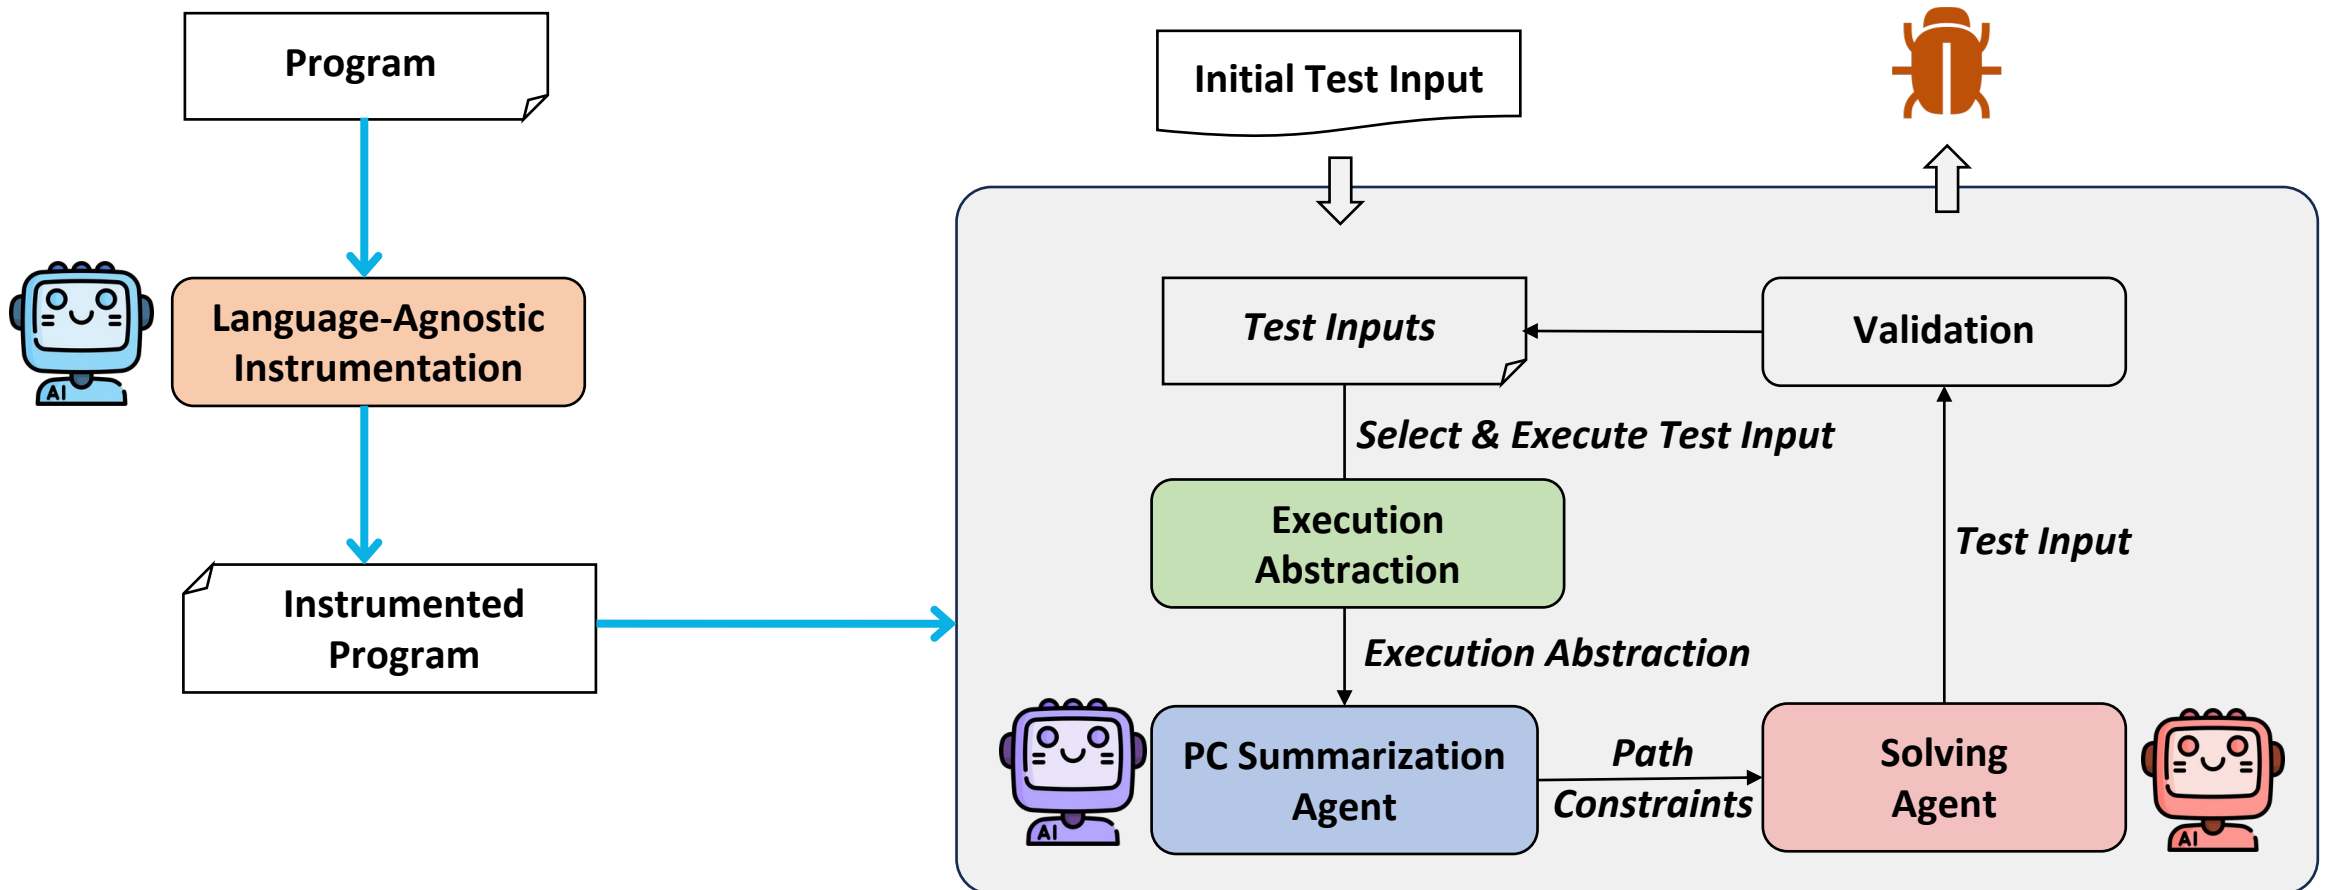 Program
Initial Test Input
Language-Agnostic
Instrumentation
AI
Instrumented
Program
Test Inputs
Validation
Select & Execute Test Input
Execution
Abstraction
Test Input
Execution Abstraction
PC Summarization
Agent
AI
Path
Constraints
Solving
Agent
AI